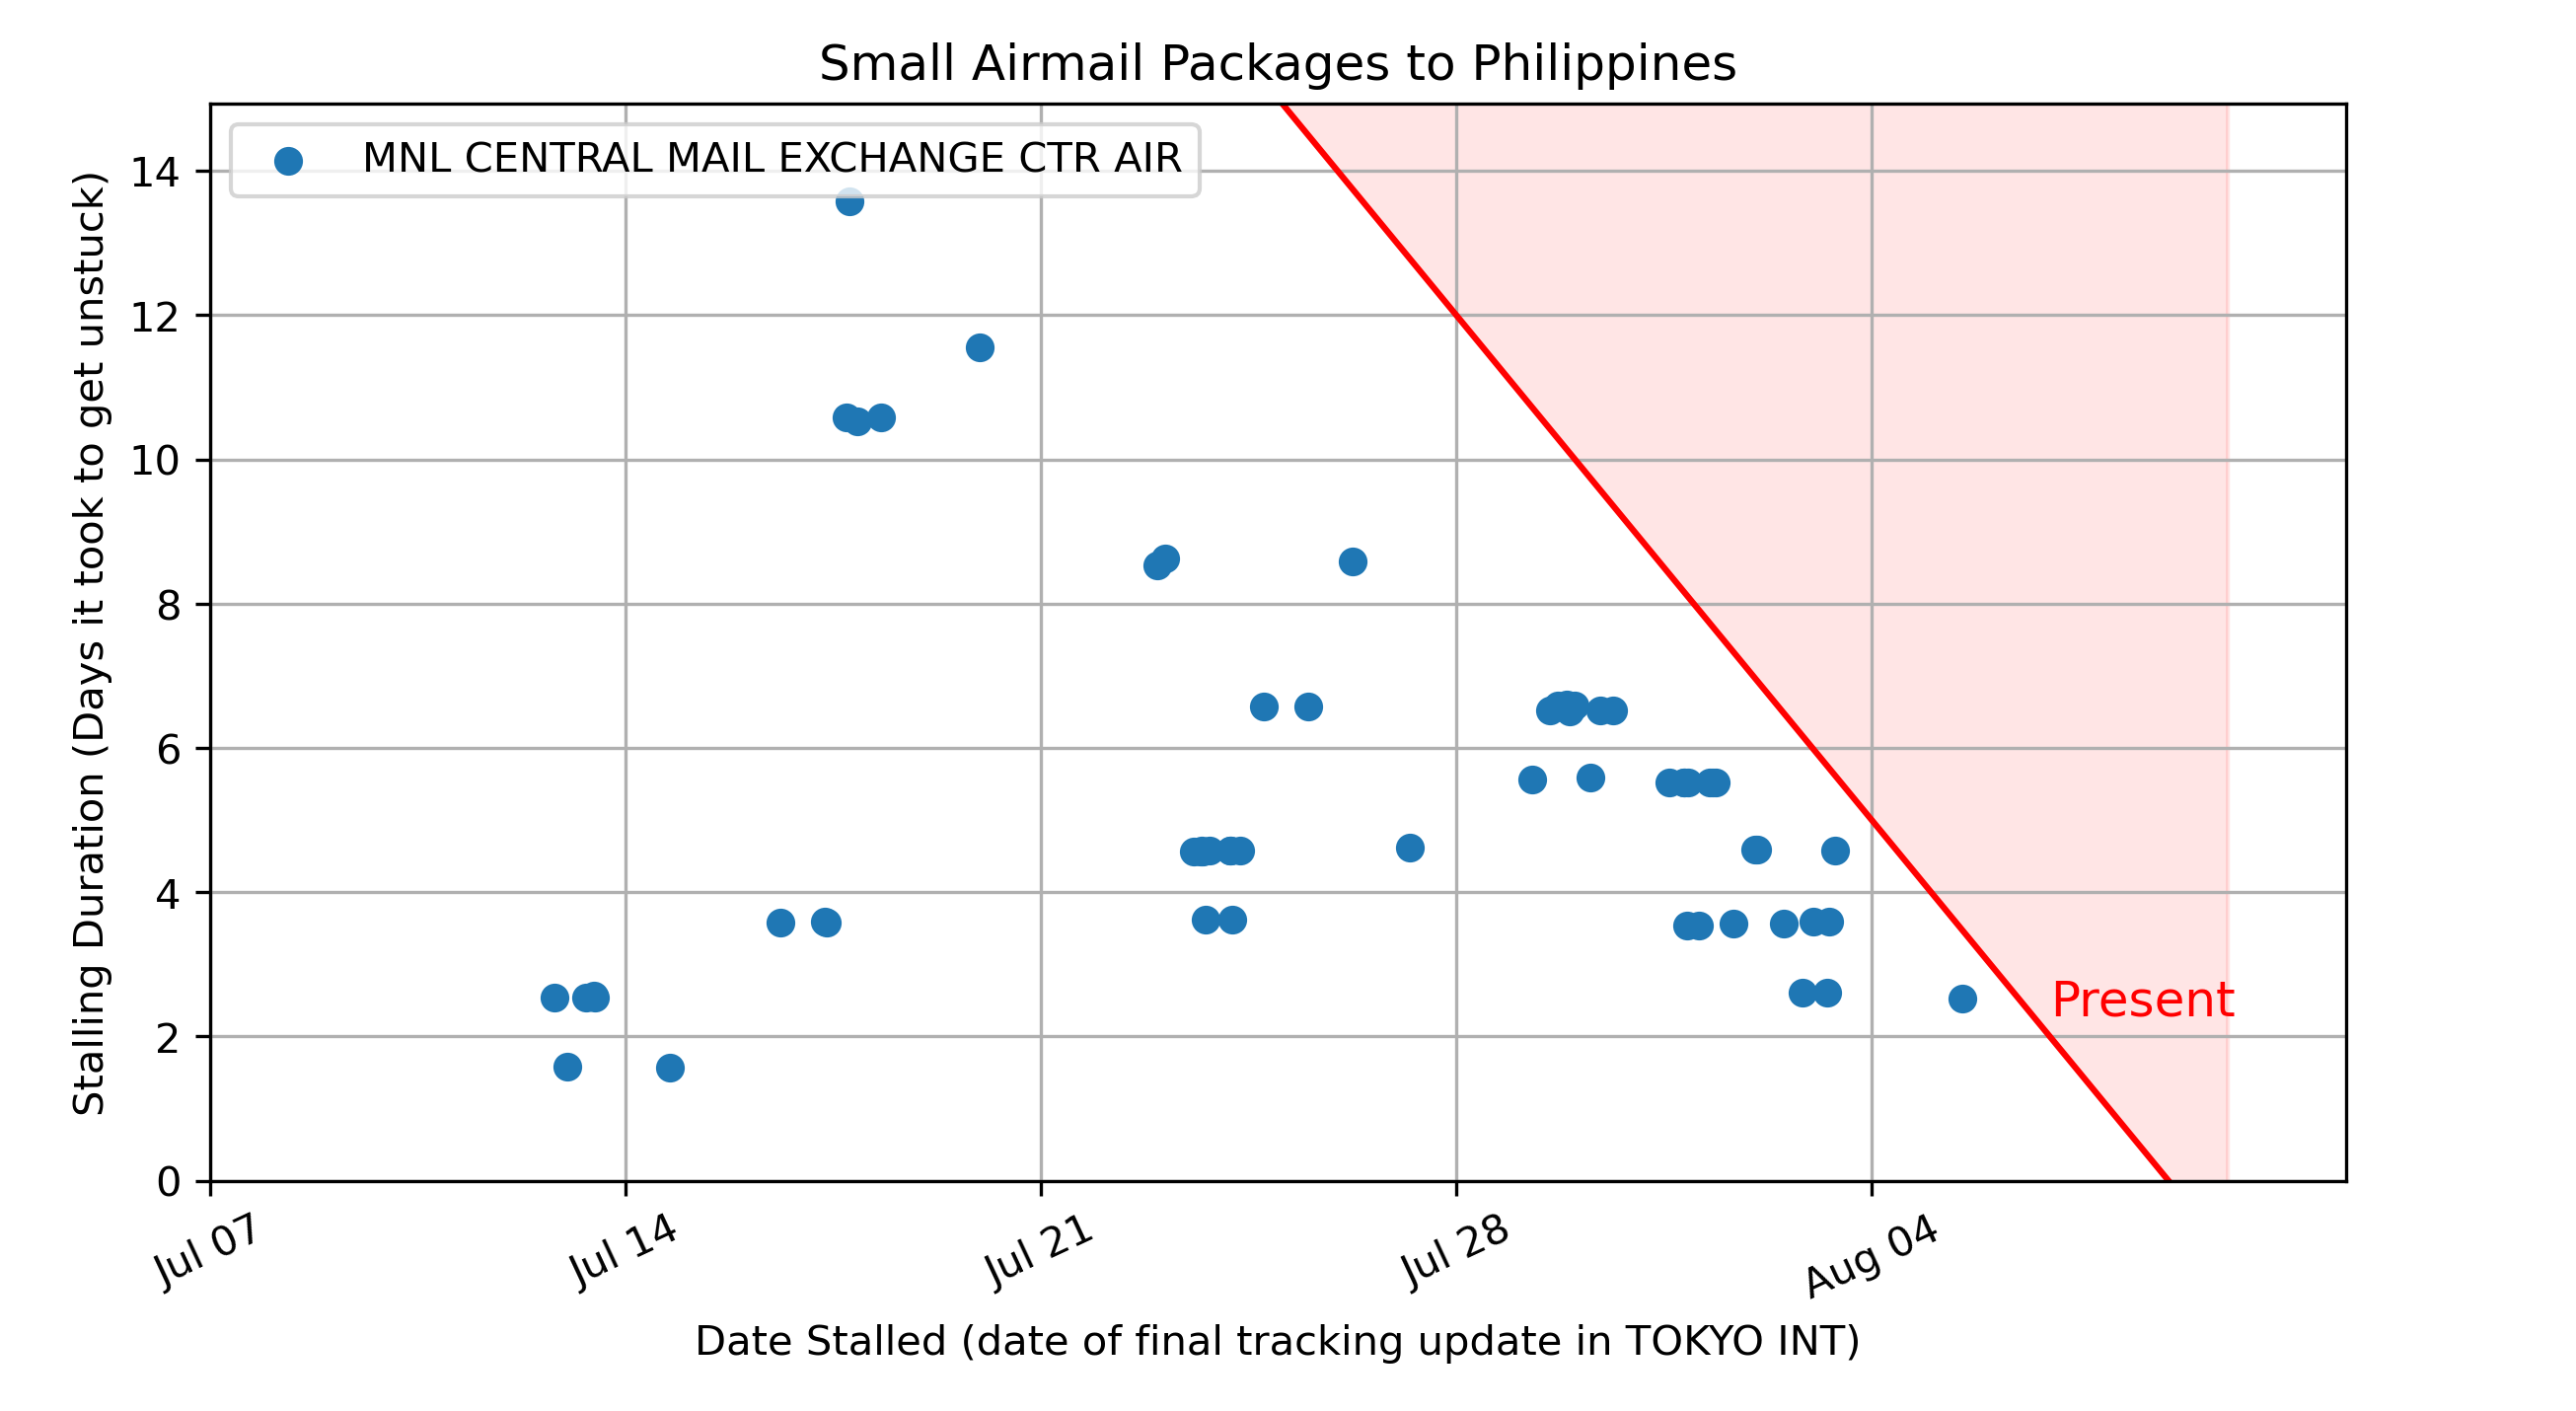 Small Airmail Packages to Philippines
MNL CENTRAL MAIL EXCHANGE CTR AIR
Stalling Duration (Days it took to get unstuck)
14
12
10
8
6
4
2
0
Present
Jul 07
Jul 14
Jul 21
Jul 28
Aug 04
Date Stalled (date of final tracking update in TOKYO INT)